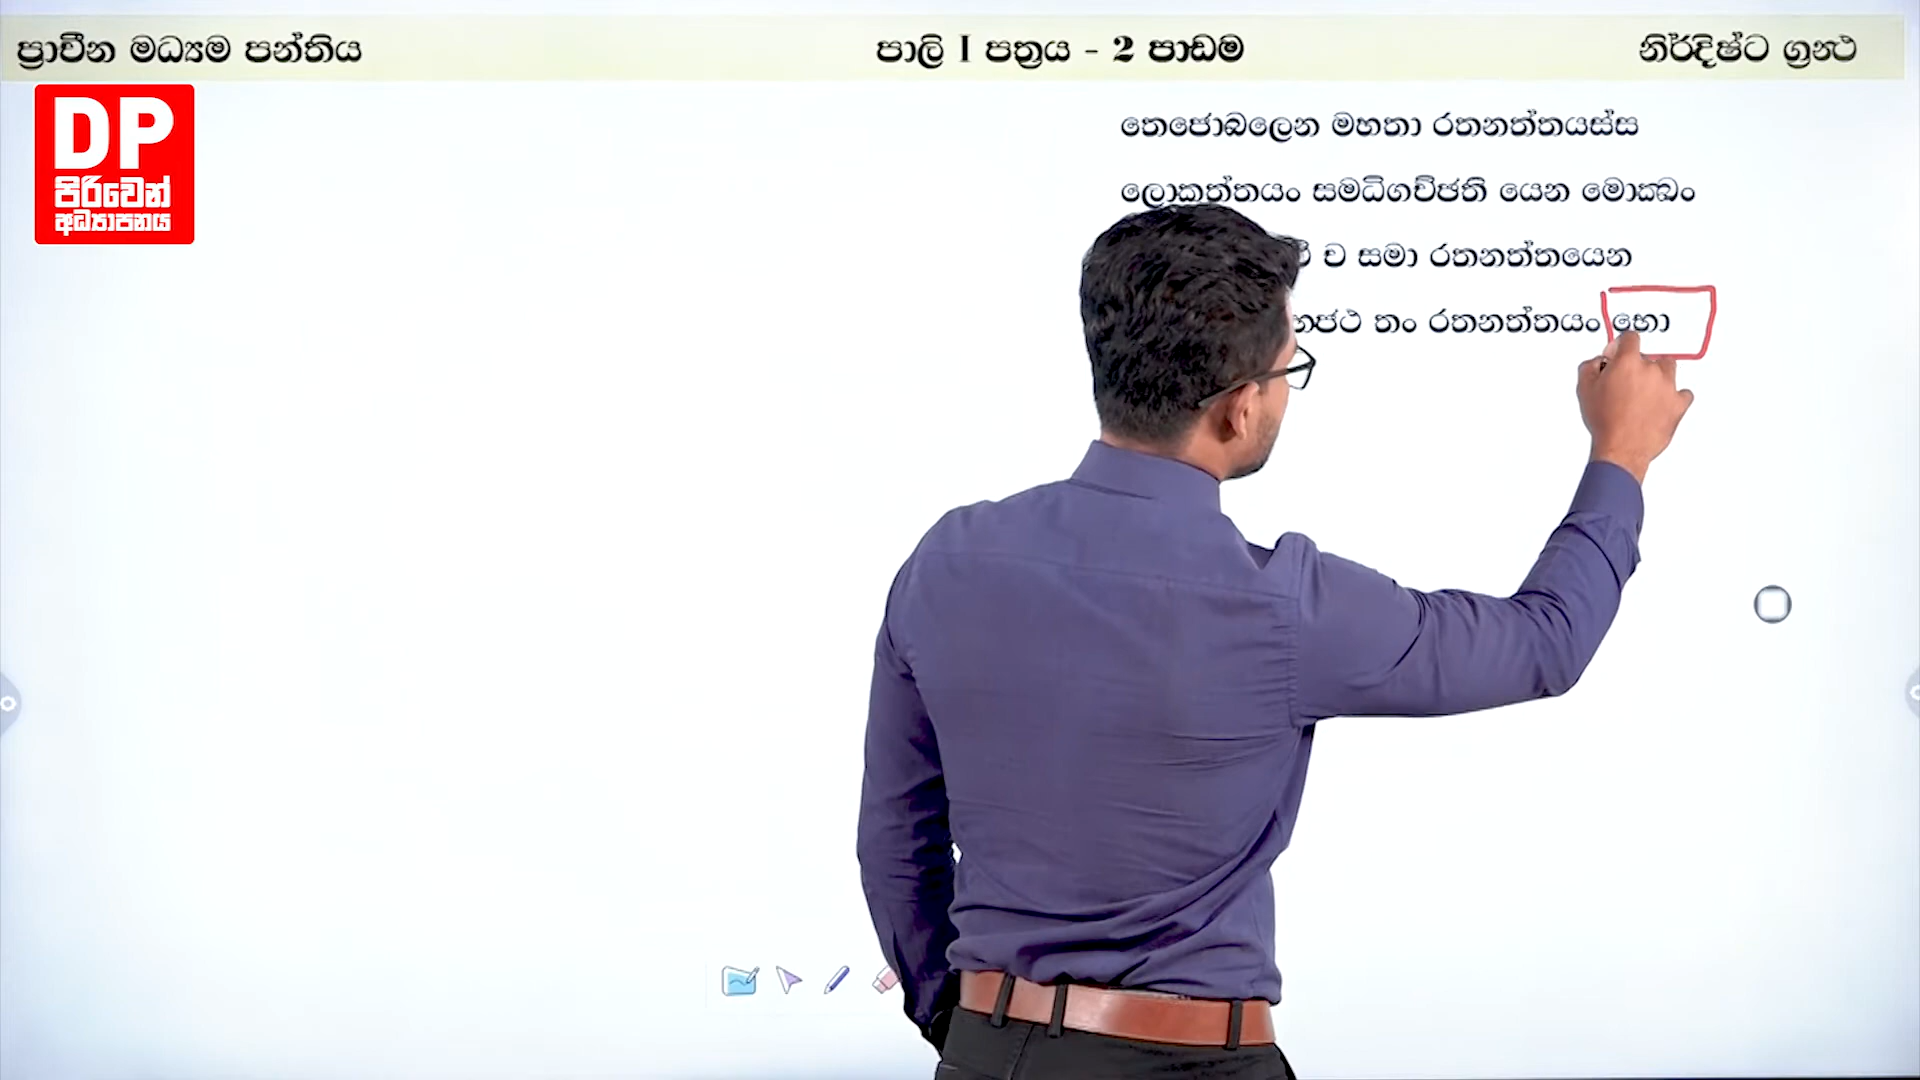 ප්‍රාචීන මධ්‍යම පන්තිය
පාලි I පත්‍රය - 2 පාඩම
නිර්දිෂ්ට ග්‍රන්ථ
DP
පිරිවෙන්
අධ්‍යාපනය
තෙජොබලෙන මහතා රතනත්තයස්ස
ලොකත්තයං සමධිගච්ඡති යෙන මොක්ඛං
ච සමා රතනත්තයෙන
තං රතනත්තයං භො